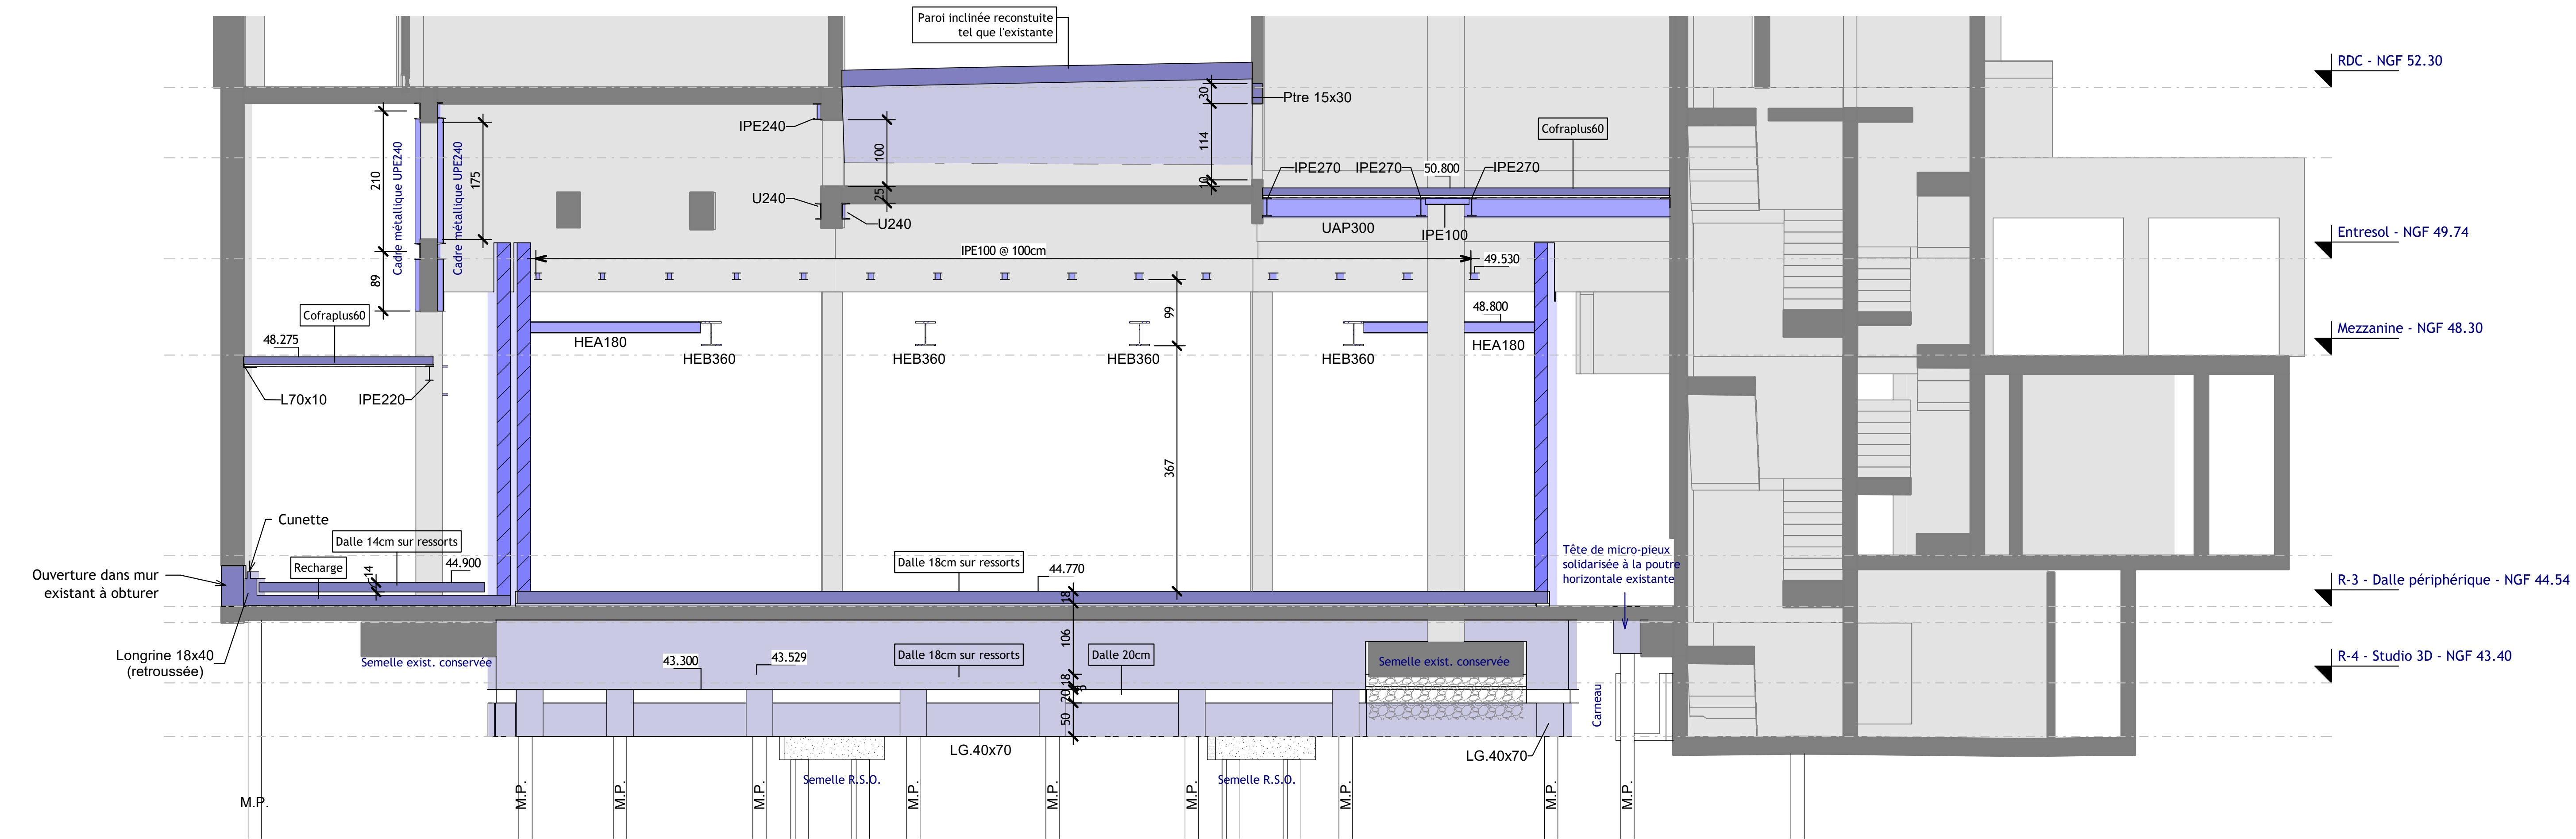 Paroi inclinée reconstuite
tel que l'existante
RDC - NGF 52.30
30
Ptre 15x30
IPE240
Cofraplus60
114
100
210
Cadre métallique UPE240
Cadre métallique UPE240
175
IPE270
IPE270
50.800
IPE270
10
25
U240
U240
UAP300
IPE100
Entresol - NGF 49.74
IPE100 @ 100cm
49.530
89
99
Cofraplus60
48.275
48.800
Mezzanine - NGF 48.30
HEA180
HEB360
HEB360
HEB360
HEB360
HEA180
L70x10
IPE220
367
Cunette
Dalle 14cm sur ressorts
Recharge
14
44.900
Dalle 18cm sur ressorts
44.770
Tête de micro-pieux
solidarisée à la poutre
horizontale existante
Ouverture dans mur
existant à obturer
R-3 - Dalle périphérique - NGF 44.54
18
106
Longrine 18x40
(retroussée)
Semelle exist. conservée
43.300
43.529
Dalle 18cm sur ressorts
Dalle 20cm
Semelle exist. conservée
R-4 - Studio 3D - NGF 43.40
18
5
20
50
Carneau
LG.40x70
LG.40x70
Semelle R.S.O.
Semelle R.S.O.
M.P.
M.P.
M.P.
M.P.
M.P.
M.P.
M.P.
M.P.
M.P.
M.P.